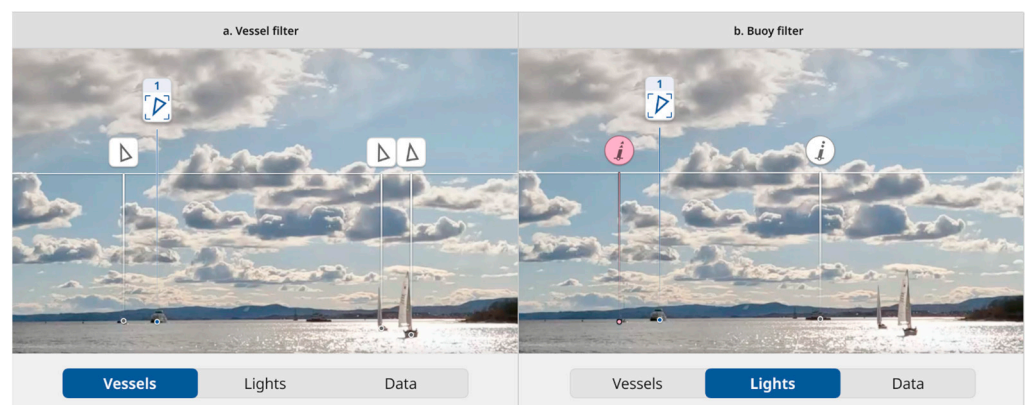 a. Vessel filter
1
Vessels Lights Data
b. Buoy filter
1
Vessels Lights Data